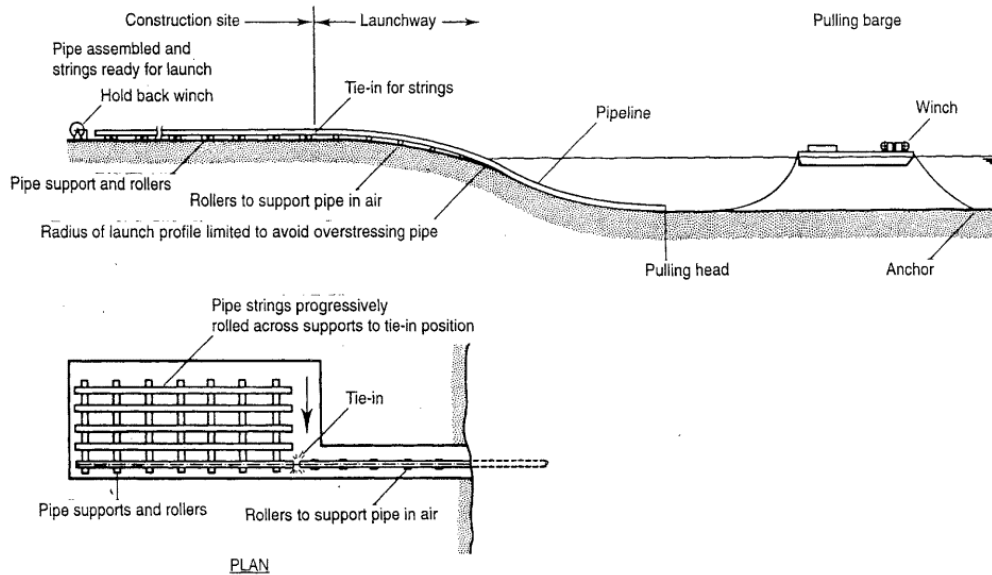 Construction site
Launchway
Pulling barge
Pipe assembled and
strings ready for launch
Hold back winch
Tie-in for strings
Pipeline
Winch
Pipe support and rollers
Rollers to support pipe in air
Radius of launch profile limited to avoid overstressing pipe
Pulling head
Anchor
Pipe strings progressively
rolled across supports to tie-in position
Tie-in
Pipe supports and rollers
Rollers to support pipe in air
PLAN